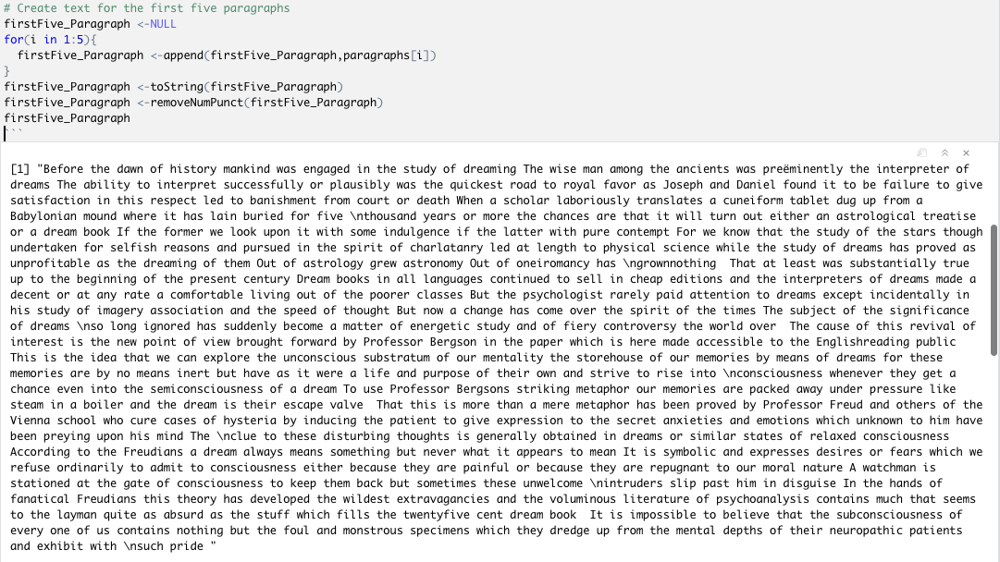 # Create text for the first five paragraphs
firstFive_Paragraph <-NULL
for(i in 1:5){
  firstFive_Paragraph <-append(firstFive_Paragraph,paragraphs[i])
}
firstFive_Paragraph <-toString(firstFive_Paragraph)
firstFive_Paragraph <-removeNumPunct(firstFive_Paragraph)
firstFive_Paragraph
```
[1] "Before the dawn of history mankind was engaged in the study of dreaming The wise man among the ancients was preëminently the interpreter of
dreams The ability to interpret successfully or plausibly was the quickest road to royal favor as Joseph and Daniel found it to be failure to give
satisfaction in this respect led to banishment from court or death When a scholar laboriously translates a cuneiform tablet dug up from a
Babylonian mound where it has lain buried for five \nthousand years or more the chances are that it will turn out either an astrological treatise
or a dream book If the former we look upon it with some indulgence if the latter with pure contempt For we know that the study of the stars though
undertaken for selfish reasons and pursued in the spirit of charlatanry led at length to physical science while the study of dreams has proved as
unprofitable as the dreaming of them Out of astrology grew astronomy Out of oneiromancy has \ngrownnothing  That at least was substantially true
up to the beginning of the present century Dream books in all languages continued to sell in cheap editions and the interpreters of dreams made a
decent or at any rate a comfortable living out of the poorer classes But the psychologist rarely paid attention to dreams except incidentally in
his study of imagery association and the speed of thought But now a change has come over the spirit of the times The subject of the significance
of dreams \nso long ignored has suddenly become a matter of energetic study and of fiery controversy the world over  The cause of this revival of
interest is the new point of view brought forward by Professor Bergson in the paper which is here made accessible to the Englishreading public
This is the idea that we can explore the unconscious substratum of our mentality the storehouse of our memories by means of dreams for these
memories are by no means inert but have as it were a life and purpose of their own and strive to rise into \nconsciousness whenever they get a
chance even into the semiconsciousness of a dream To use Professor Bergsons striking metaphor our memories are packed away under pressure like
steam in a boiler and the dream is their escape valve  That this is more than a mere metaphor has been proved by Professor Freud and others of the
Vienna school who cure cases of hysteria by inducing the patient to give expression to the secret anxieties and emotions which unknown to him have
been preying upon his mind The \nclue to these disturbing thoughts is generally obtained in dreams or similar states of relaxed consciousness
According to the Freudians a dream always means something but never what it appears to mean It is symbolic and expresses desires or fears which we
refuse ordinarily to admit to consciousness either because they are painful or because they are repugnant to our moral nature A watchman is
stationed at the gate of consciousness to keep them back but sometimes these unwelcome \nintruders slip past him in disguise In the hands of
fanatical Freudians this theory has developed the wildest extravagancies and the voluminous literature of psychoanalysis contains much that seems
to the layman quite as absurd as the stuff which fills the twentyfive cent dream book  It is impossible to believe that the subconsciousness of
every one of us contains nothing but the foul and monstrous specimens which they dredge up from the mental depths of their neuropathic patients
and exhibit with \nsuch pride "